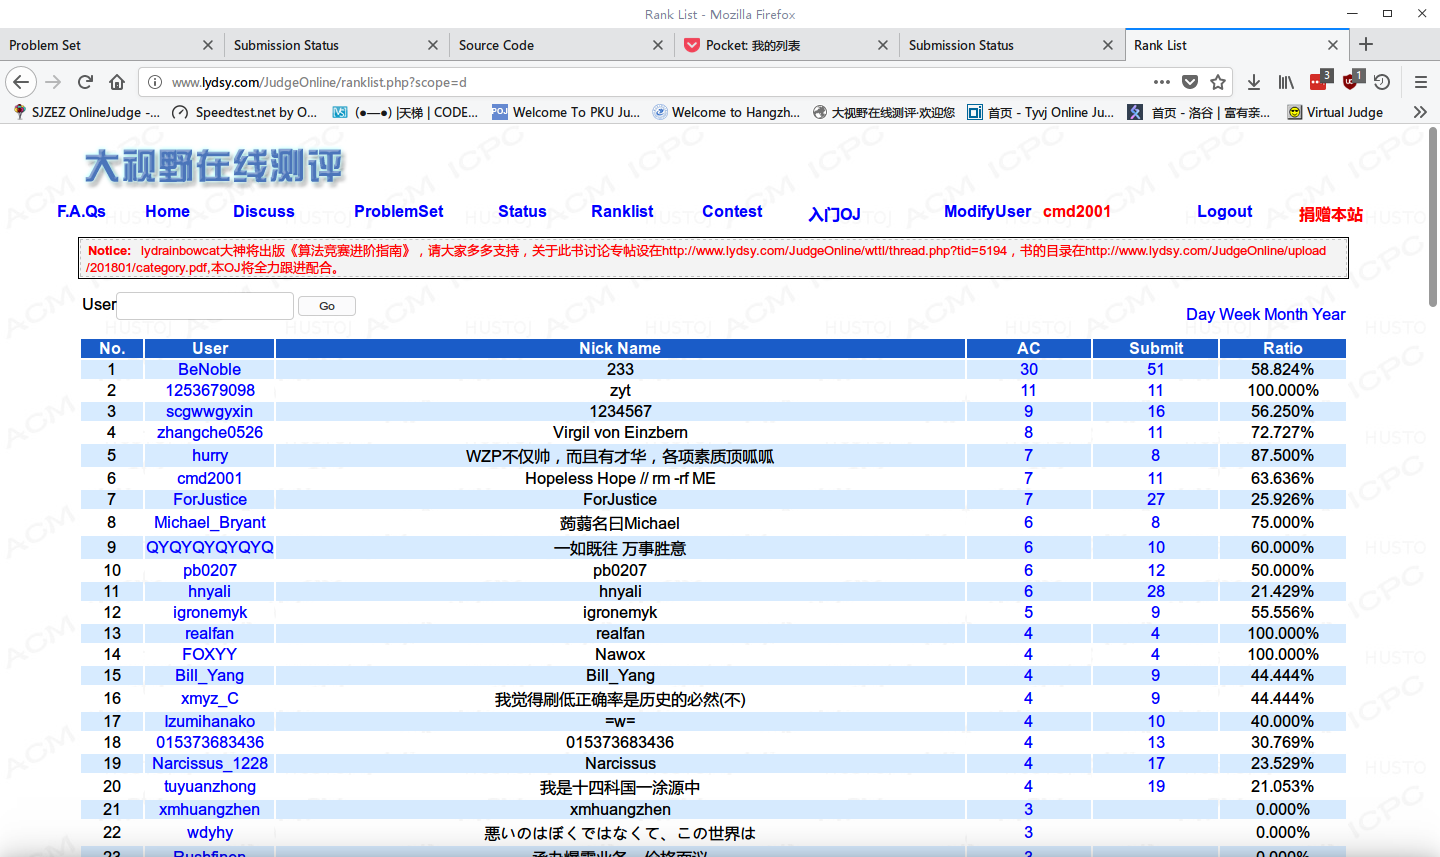 Rank List - Mozilla Firefox
Problem Set Submission Status Source Code Pocket: 我的列表 Submission Status Rank List
www.lydsy.com/JudgeOnline/ranklist.php?scope=d 3 1
SJZEZ OnlineJudge -... Speedtest.net by O... (●—●) |天梯 | CODE... Welcome To PKU Ju... Welcome to Hangzh... 大视野在线测评-欢迎您 首页 - Tyvj Online Ju... 首页 - 洛谷 | 富有亲... Virtual Judge
大视野在线测评
F.A.Qs Home Discuss ProblemSet Status Ranklist Contest 入门OJ ModifyUser cmd2001 Logout 捐赠本站
Notice: lydrainbowcat大神将出版《算法竞赛进阶指南》，请大家多多支持，关于此书讨论专帖设在http://www.lydsy.com/JudgeOnline/wttl/thread.php?tid=5194，书的目录在http://www.lydsy.com/JudgeOnline/upload
/201801/category.pdf,本OJ将全力跟进配合。
User Go
Day Week Month Year
No. User Nick Name AC Submit Ratio
1 BeNoble 233 30 51 58.824%
2 1253679098 zyt 11 11 100.000%
3 scgwwgyxin 1234567 9 16 56.250%
4 zhangche0526 Virgil von Einzbern 8 11 72.727%
5 hurry WZP不仅帅，而且有才华，各项素质顶呱呱 7 8 87.500%
6 cmd2001 Hopeless Hope // rm -rf ME 7 11 63.636%
7 ForJustice ForJustice 7 27 25.926%
8 Michael_Bryant 蒟蒻名曰Michael 6 8 75.000%
9 QYQYQYQYQYQ 一如既往 万事胜意 6 10 60.000%
10 pb0207 pb0207 6 12 50.000%
11 hnyali hnyali 6 28 21.429%
12 igronemyk igronemyk 5 9 55.556%
13 realfan realfan 4 4 100.000%
14 FOXYY Nawox 4 4 100.000%
15 Bill_Yang Bill_Yang 4 9 44.444%
16 xmyz_C 我觉得刷低正确率是历史的必然(不) 4 9 44.444%
17 Izumihanako =w= 4 10 40.000%
18 015373683436 015373683436 4 13 30.769%
19 Narcissus_1228 Narcissus 4 17 23.529%
20 tuyuanzhong 我是十四科国一涂源中 4 19 21.053%
21 xmhuangzhen xmhuangzhen 3 0.000%
22 wdyhy 悪いのはぼくではなくて、この世界は 3 0.000%